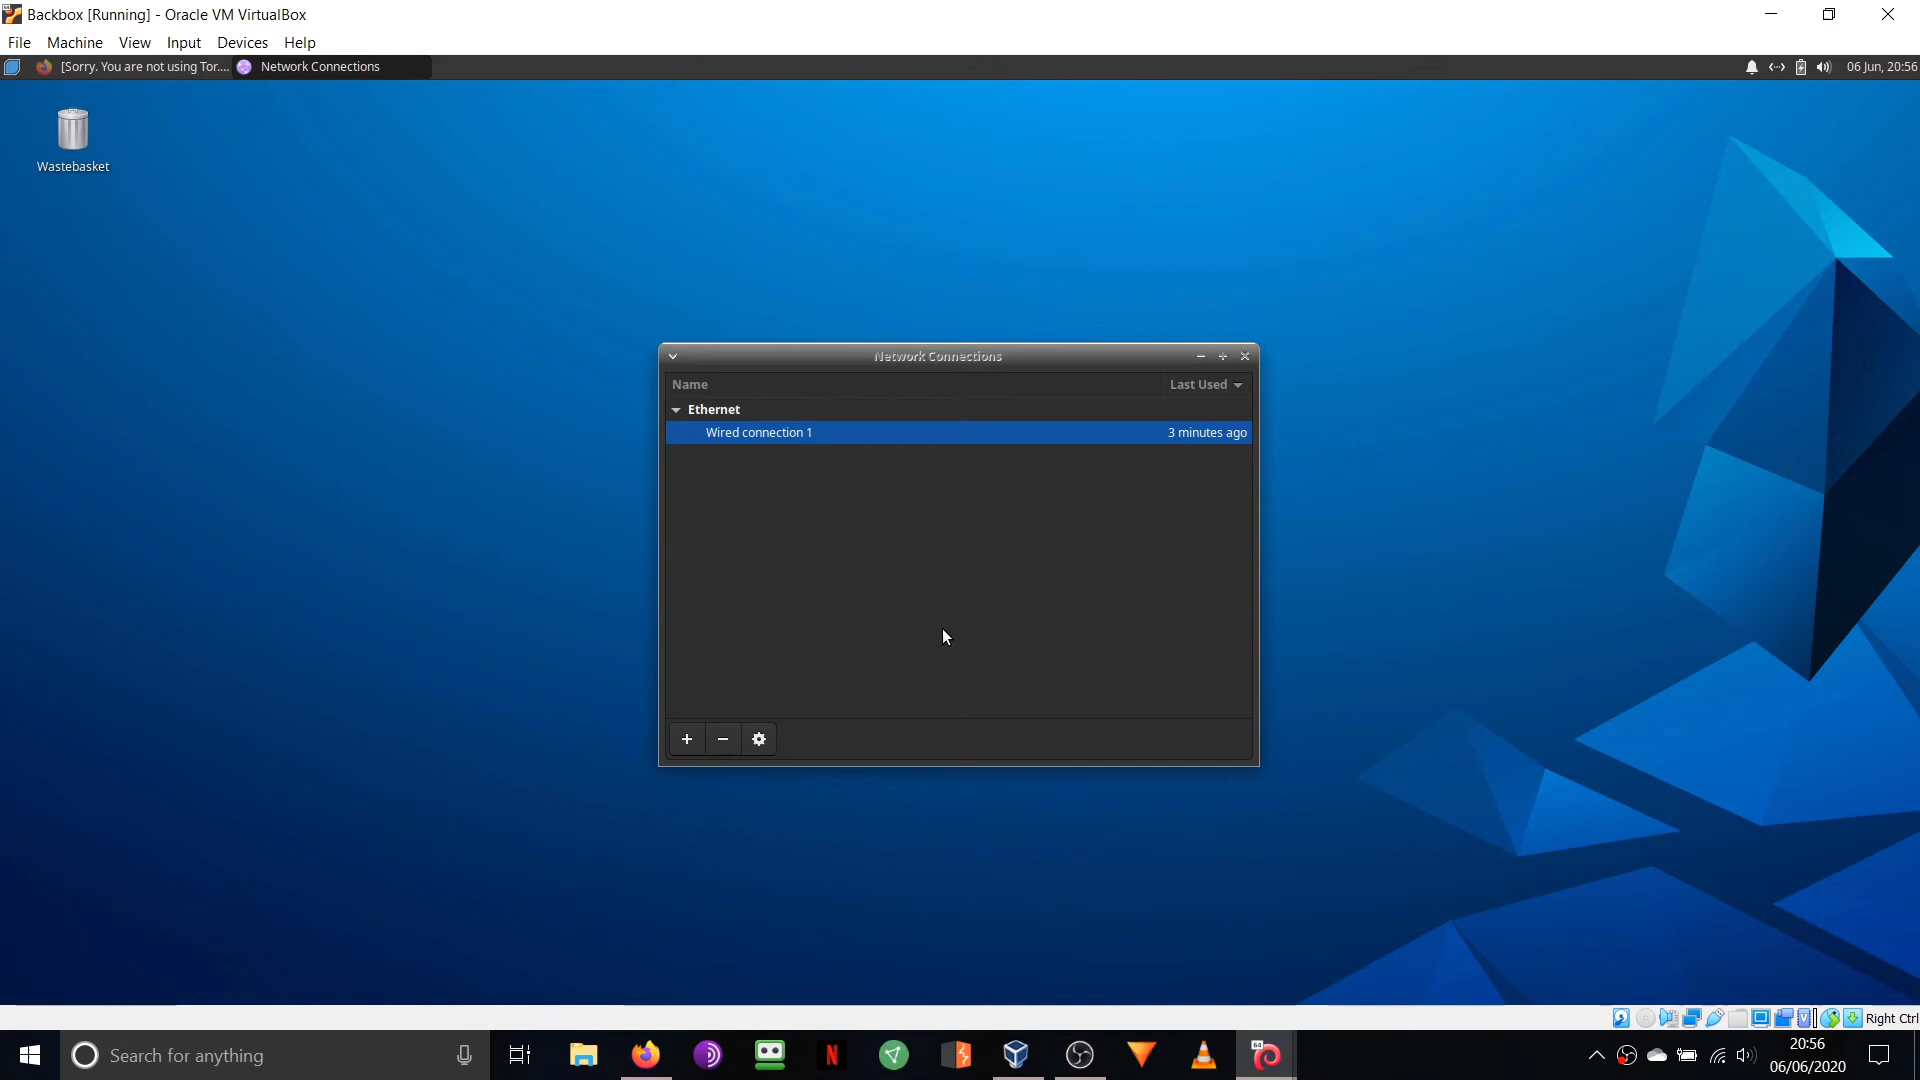 Backbox [Running] - Oracle VM VirtualBox
File Machine View Input Devices Help
[Sorry. You are not using Tor....
Network Connections
06 Jun, 20:56
Wastebasket
Network Connections
Name
Last Used
Ethernet
Wired connection 1
3 minutes ago
Right Ctrl
Search for anything
N
64
20:56
06/06/2020